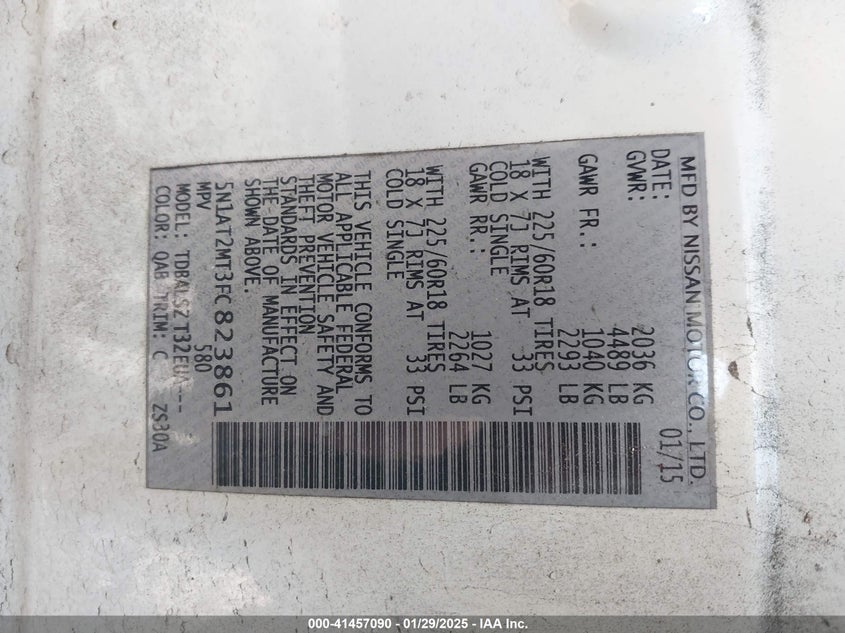 MFD BY NISSAN MOTOR CO., LTD.
DATE: 01/15
GVWR: 2036 KG
4489 LB
GAWR FR.: 1040 KG
2293 LB
WITH 225/60R18 TIRES
18 X 7J RIMS AT 33 PSI
COLD SINGLE
GAWR RR.: 1027 KG
2264 LB
WITH 225/60R18 TIRES
18 X 7J RIMS AT 33 PSI
COLD SINGLE
THIS VEHICLE CONFORMS TO
ALL APPLICABLE FEDERAL
MOTOR VEHICLE SAFETY AND
THEFT PREVENTION
STANDARDS IN EFFECT ON
THE DATE OF MANUFACTURE
SHOWN ABOVE.
5N1AT2MT3FC823861
MPV 580
MODEL: TDBALSZ T32EUA---
COLOR: QAB TRIM: C ZS30A
000-41457090 - 01/29/2025 - IAA Inc.